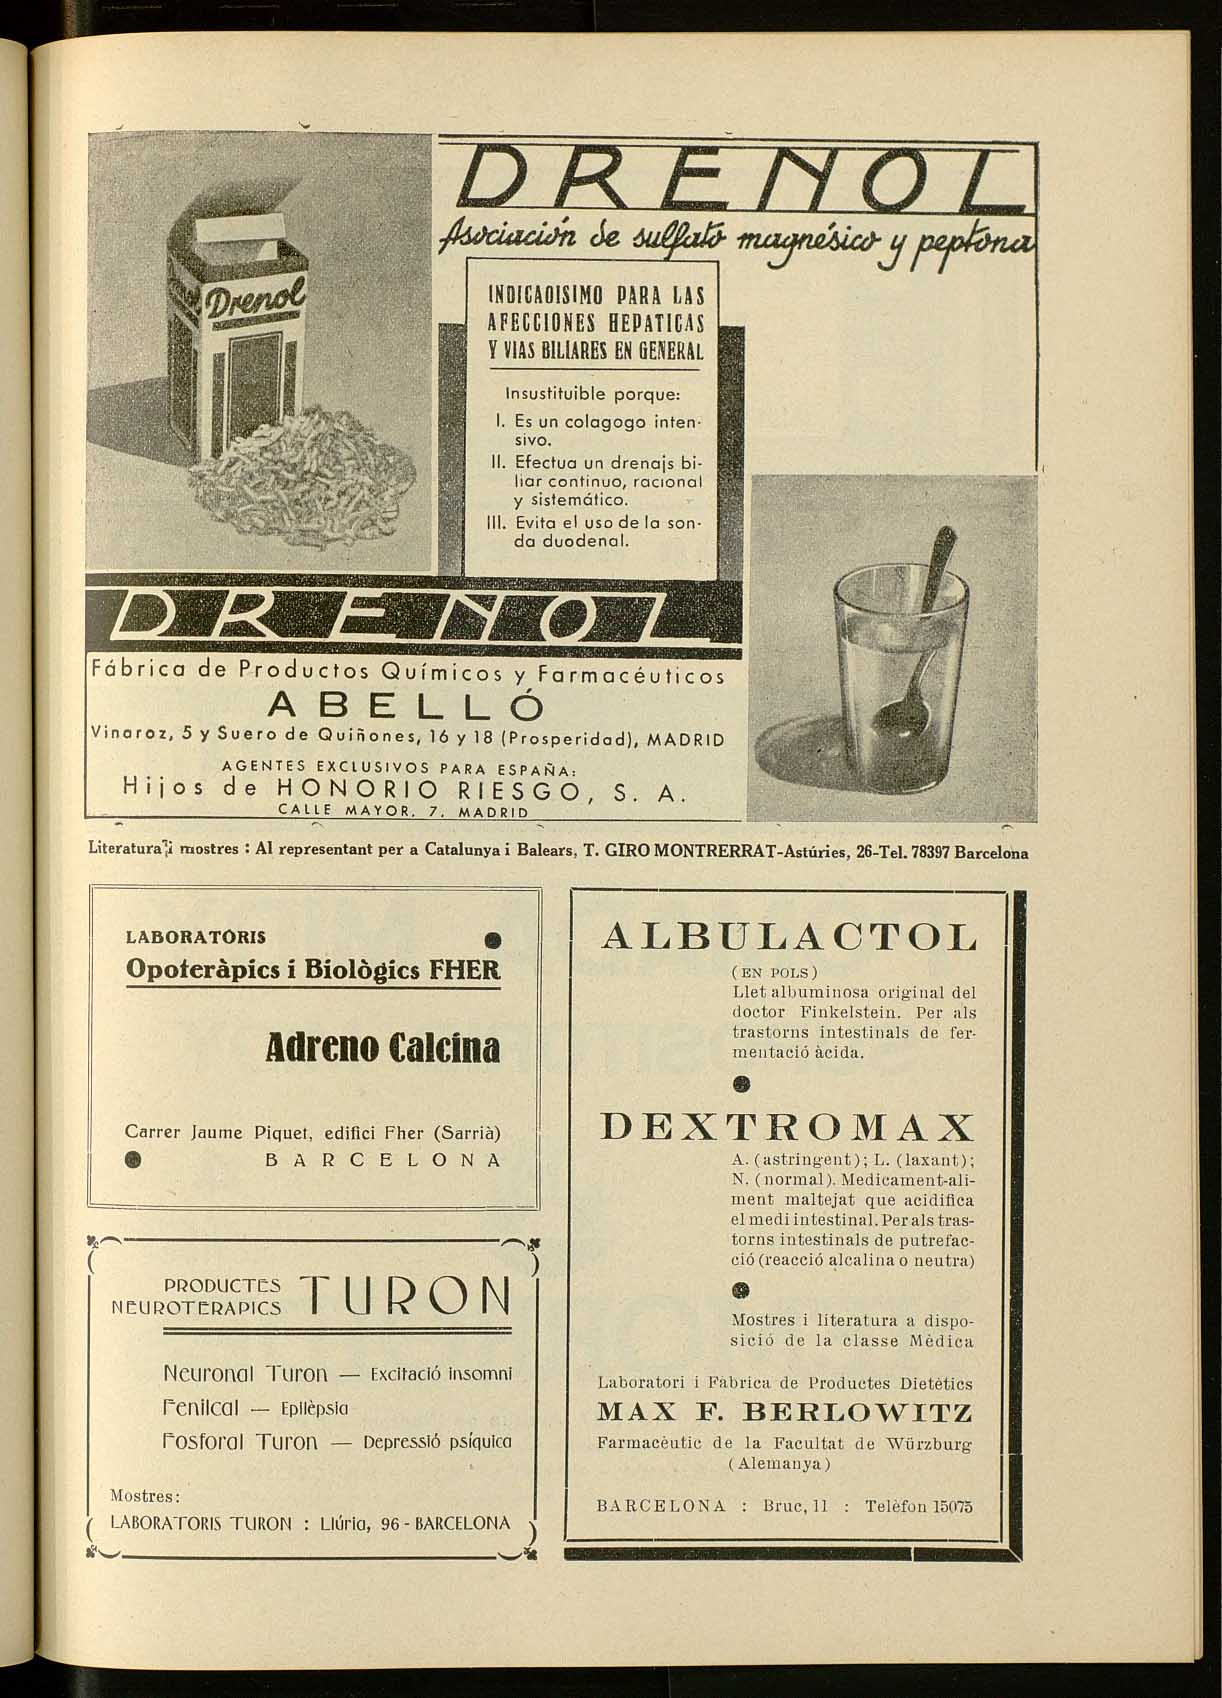 DRENOL
Asociación de sulfato magnésico y peptona
Drenol
INDICADISIMO PARA LAS
AFECCIONES HEPATICAS
Y VIAS BILIARES EN GENERAL
Insustituible porque:
I. Es un colagogo inten-
sivo.
II. Efectua un drenajs bi-
liar continuo, racional
y sistemático.
III. Evita el uso de la son-
da duodenal.
DRENOL
Fábrica de Productos Químicos y Farmacéuticos
ABELLÓ
Vinaroz, 5 y Suero de Quiñones, 16 y 18 (Prosperidad), MADRID
AGENTES EXCLUSIVOS PARA ESPAÑA:
Hijos de HONORIO RIESGO, S. A.
CALLE MAYOR, 7, MADRID
Literatura i mostres : Al representant per a Catalunya i Balears, T. GIRO MONTRERRAT-Astúries, 26-Tel. 78397 Barcelona
LABORATÒRIS
Opoteràpics i Biològics FHER
Adreno Calcina
Carrer Jaume Piquet, edifici Fher (Sarrià)
BARCELONA
PRODUCTES
NEUROTERAPICS TURON
Neuronal Turon — Excitació insomni
Fenilcal — Epilèpsia
Fosforal Turon — Depressió psíquica
Mostres:
LABORATORIS TURON : Llúria, 96 - BARCELONA
ALBULACTOL
(EN POLS)
Llet albuminosa original del
doctor Finkelstein. Per als
trastorns intestinals de fer-
mentació àcida.
DEXTROMAX
A. (astringent); L. (laxant);
N. (normal). Medicament-ali-
ment maltejat que acidifica
el medi intestinal. Per als tras-
torns intestinals de putrefac-
ció (reacció alcalina o neutra)
Mostres i literatura a dispo-
sició de la classe Mèdica
Laboratori i Fàbrica de Productes Dietètics
MAX F. BERLOWITZ
Farmacèutic de la Facultat de Würzburg
(Alemanya)
BARCELONA : Bruc, 11 : Telèfon 15075